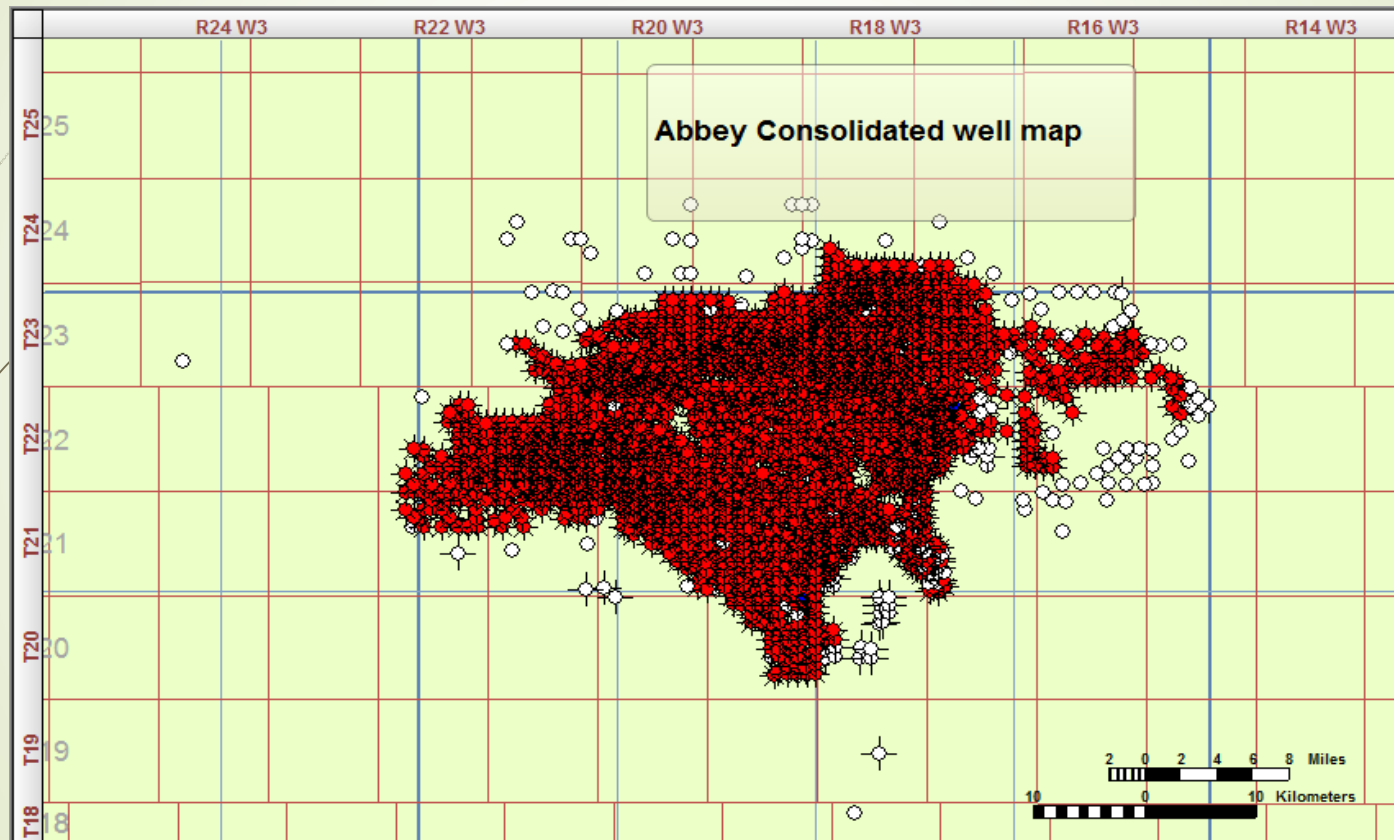 R24 W3 R22 W3 R20 W3 R18 W3 R16 W3 R14 W3
Abbey Consolidated well map
T25 25
T24 24
T23 23
T22 22
T21 21
T20 20
T19 19
T18 18
2 0 2 4 6 8 Miles
10 0 10 Kilometers